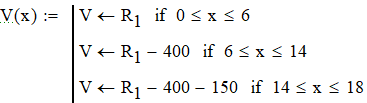 V(x) := V ← R₁ if 0 ≤ x ≤ 6
V ← R₁ − 400 if 6 ≤ x ≤ 14
V ← R₁ − 400 − 150 if 14 ≤ x ≤ 18